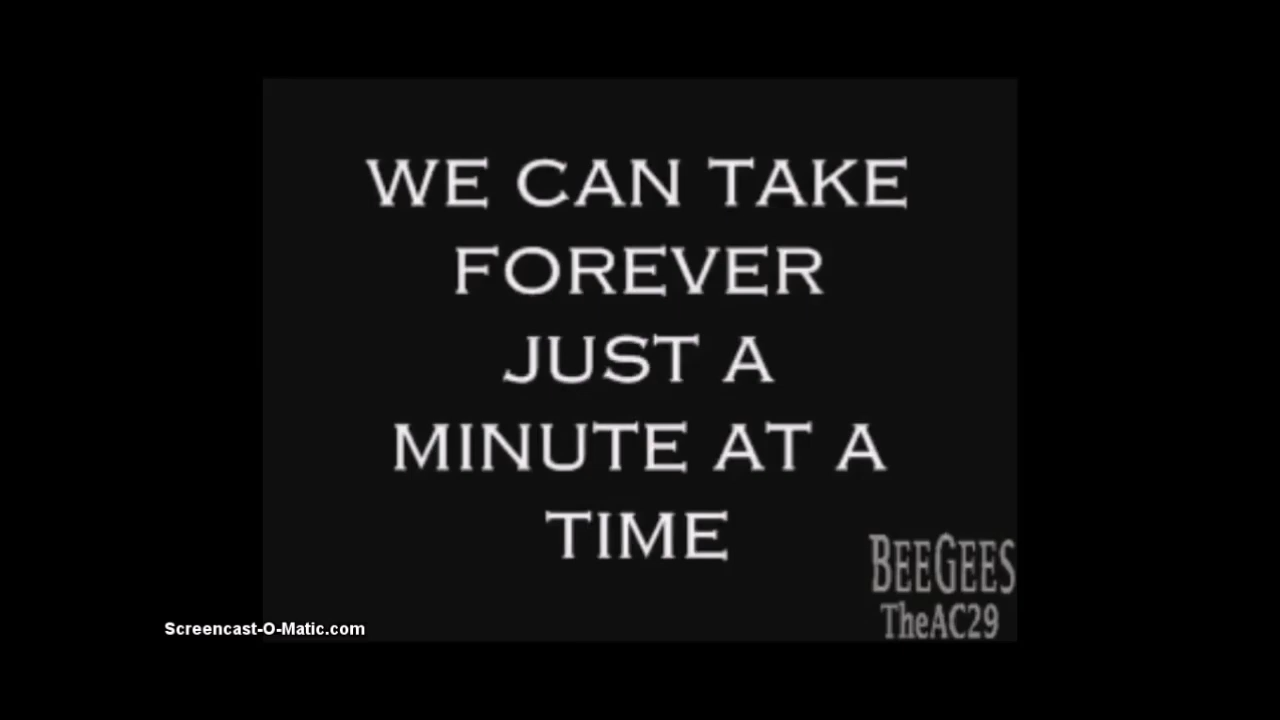 WE CAN TAKE
FOREVER
JUST A
MINUTE AT A
TIME
BEEGEES
TheAC29
Screencast-O-Matic.com